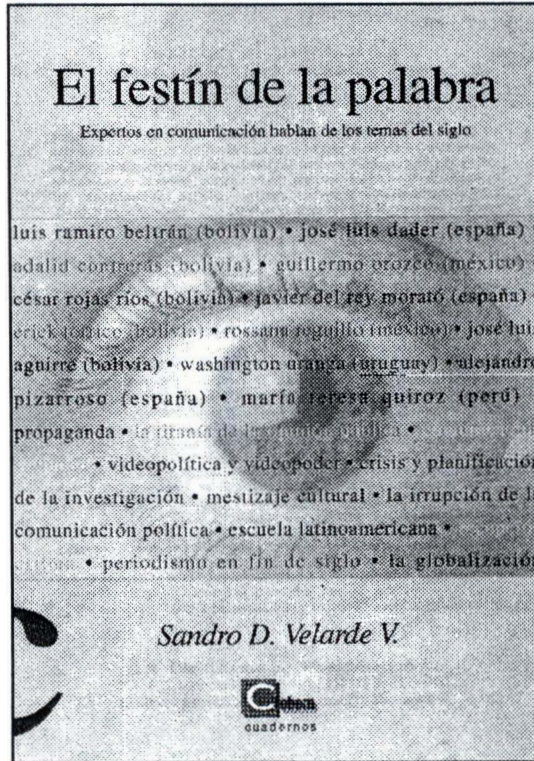 El festín de la palabra
Expertos en comunicación hablan de los temas del siglo
luis ramiro beltrán (bolivia) • josé luis dader (españa) •
adalid contreras (bolivia) • guillermo orozco (méxico) •
césar rojas ríos (bolivia) • javier del rey morató (españa) •
erick torrico (bolivia) • rossana reguillo (méxico) • josé luis
aguirre (bolivia) • washington uranga (uruguay) • alejandro
pizarroso (españa) • maría teresa quiroz (perú) •
propaganda • la tiranía de la opinión pública •
• videopolítica y videopoder • crisis y planificación
de la investigación • mestizaje cultural • la irrupción de la
comunicación política • escuela latinoamericana •
• periodismo en fin de siglo • la globalización
Sandro D. Velarde V.
cuadernos